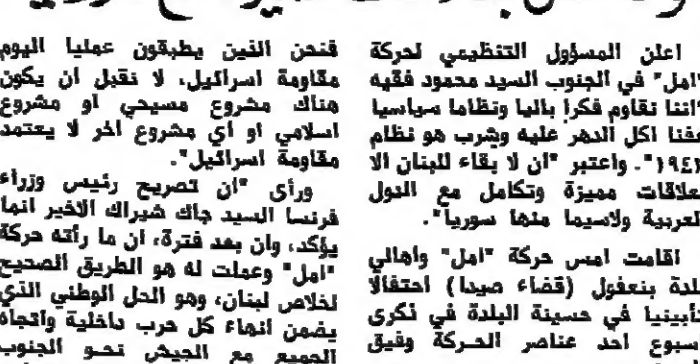 اعلن المسؤول التنظيمي لحركة
"امل" في الجنوب السيد محمود فقيه
اننا نقاوم فكرا باليا ونظاما سياسيا
عفنا اكل الدهر عليه وشرب هو نظام
١٩٤٣". واعتبر "ان لا بقاء للبنان الا
بعلاقات مميزة وتكامل مع الدول
العربية ولاسيما منها سوريا".
اقامت امس حركة "امل" وأهالي
بلدة بنعفول (قضاء صيدا) احتفالا
تأبينيا في حسينة البلدة في ذكرى
اسبوع احد عناصر الحركة وفيق
فنحن الذين يطبقون عمليا اليوم
مقاومة اسرائيل، لا نقبل ان يكون
هناك مشروع مسيحي او مشروع
اسلامي او أي مشروع اخر لا يعتمد
مقاومة اسرائيل".
ورأى "ان تصريح رئيس وزراء
فرنسا السيد جاك شيراك الاخير انما
يؤكد، وان بعد فترة، ان ما رأته حركة
"امل" وعملت له هو الطريق الصحيح
لخلاص لبنان، وهو الحل الوطني الذي
يضمن انهاء كل حرب داخلية واتجاه
الجميع مع الجيش نحو الجنوب